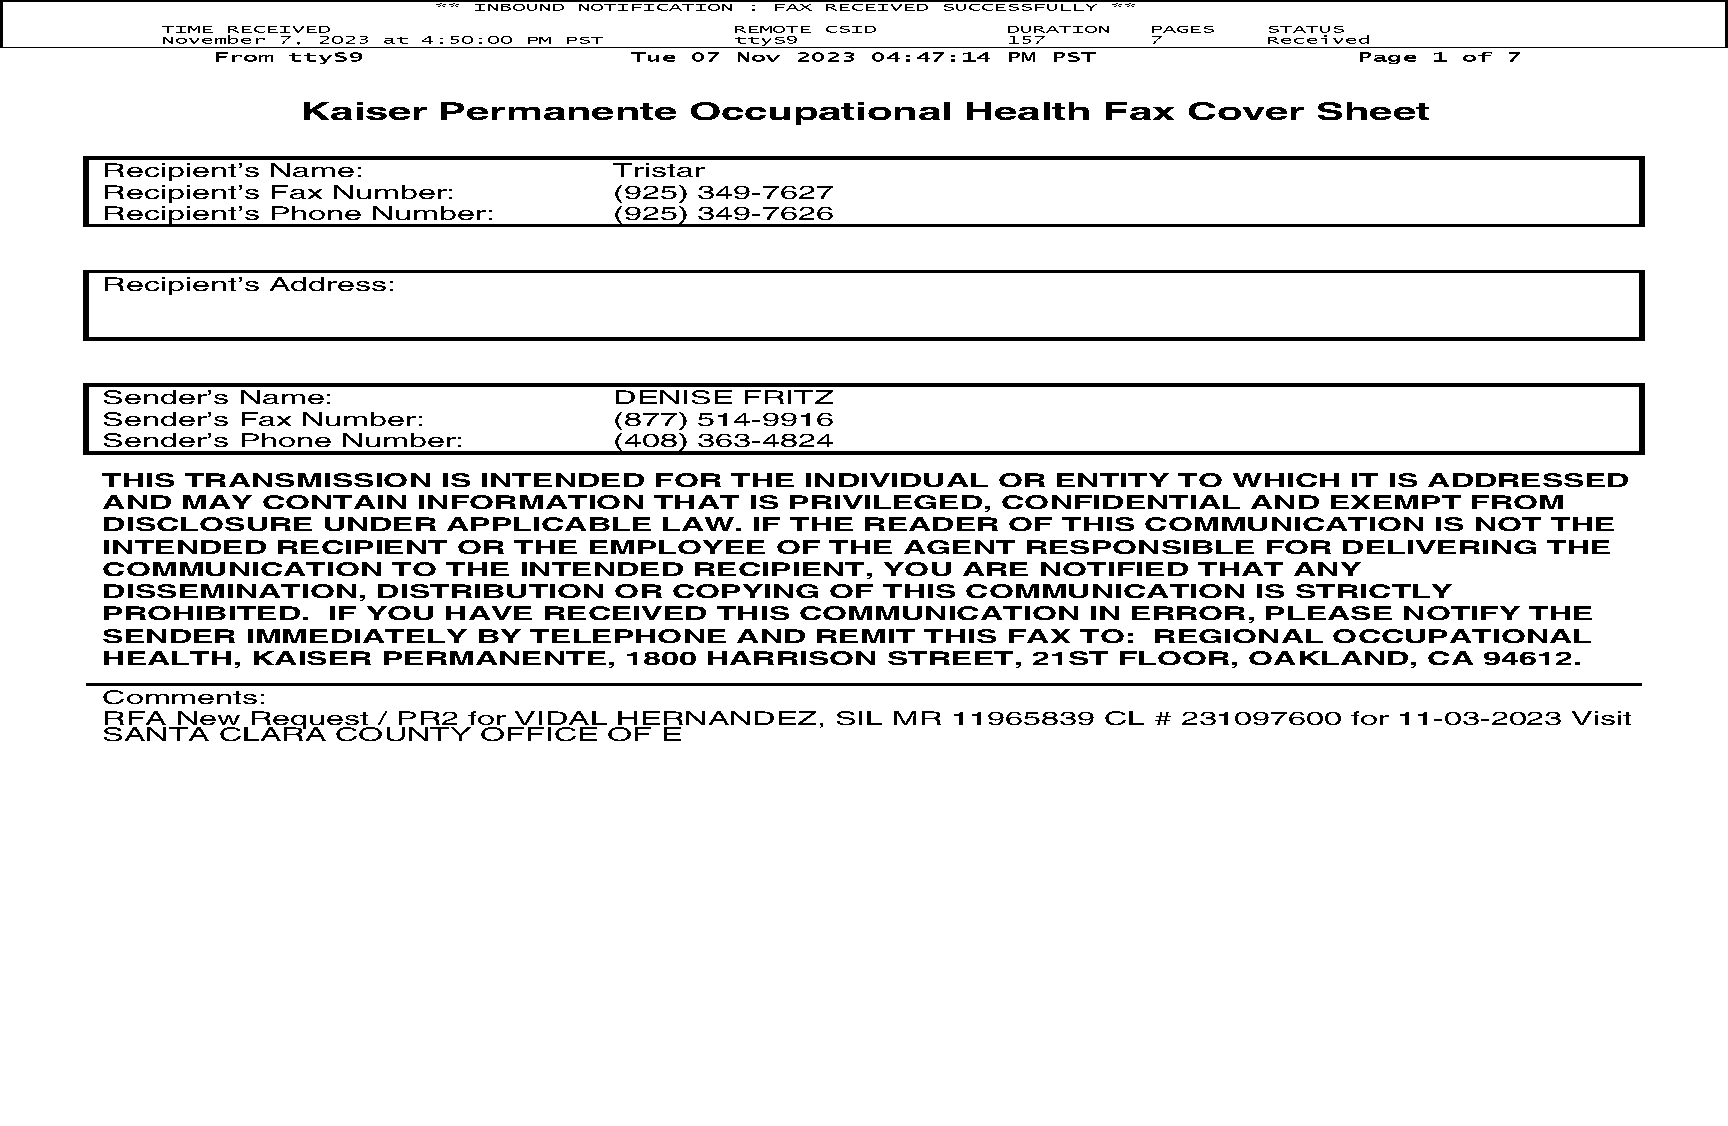 ** INBOUND NOTIFICATION : FAX RECEIVED SUCCESSFULLY **
TIME RECEIVED REMOTE CSID DURATION PAGES STATUS
November 7, 2023 at 4:50:00 PM PST ttyS9 157 7 Received
From ttyS9 Tue 07 Nov 2023 04:47:14 PM PST Page 1 of 7
Kaiser Permanente Occupational Health Fax Cover Sheet
Recipient's Name: Tristar
Recipient's Fax Number: (925) 349-7627
Recipient's Phone Number: (925) 349-7626
Recipient's Address:
Sender's Name: DENISE FRITZ
Sender's Fax Number: (877) 514-9916
Sender's Phone Number: (408) 363-4824
THIS TRANSMISSION IS INTENDED FOR THE INDIVIDUAL OR ENTITY TO WHICH IT IS ADDRESSED
AND MAY CONTAIN INFORMATION THAT IS PRIVILEGED, CONFIDENTIAL AND EXEMPT FROM
DISCLOSURE UNDER APPLICABLE LAW. IF THE READER OF THIS COMMUNICATION IS NOT THE
INTENDED RECIPIENT OR THE EMPLOYEE OF THE AGENT RESPONSIBLE FOR DELIVERING THE
COMMUNICATION TO THE INTENDED RECIPIENT, YOU ARE NOTIFIED THAT ANY
DISSEMINATION, DISTRIBUTION OR COPYING OF THIS COMMUNICATION IS STRICTLY
PROHIBITED. IF YOU HAVE RECEIVED THIS COMMUNICATION IN ERROR, PLEASE NOTIFY THE
SENDER IMMEDIATELY BY TELEPHONE AND REMIT THIS FAX TO: REGIONAL OCCUPATIONAL
HEALTH, KAISER PERMANENTE, 1800 HARRISON STREET, 21ST FLOOR, OAKLAND, CA 94612.
Comments:
RFA New Request / PR2 for VIDAL HERNANDEZ, SIL MR 11965839 CL # 231097600 for 11-03-2023 Visit
SANTA CLARA COUNTY OFFICE OF E